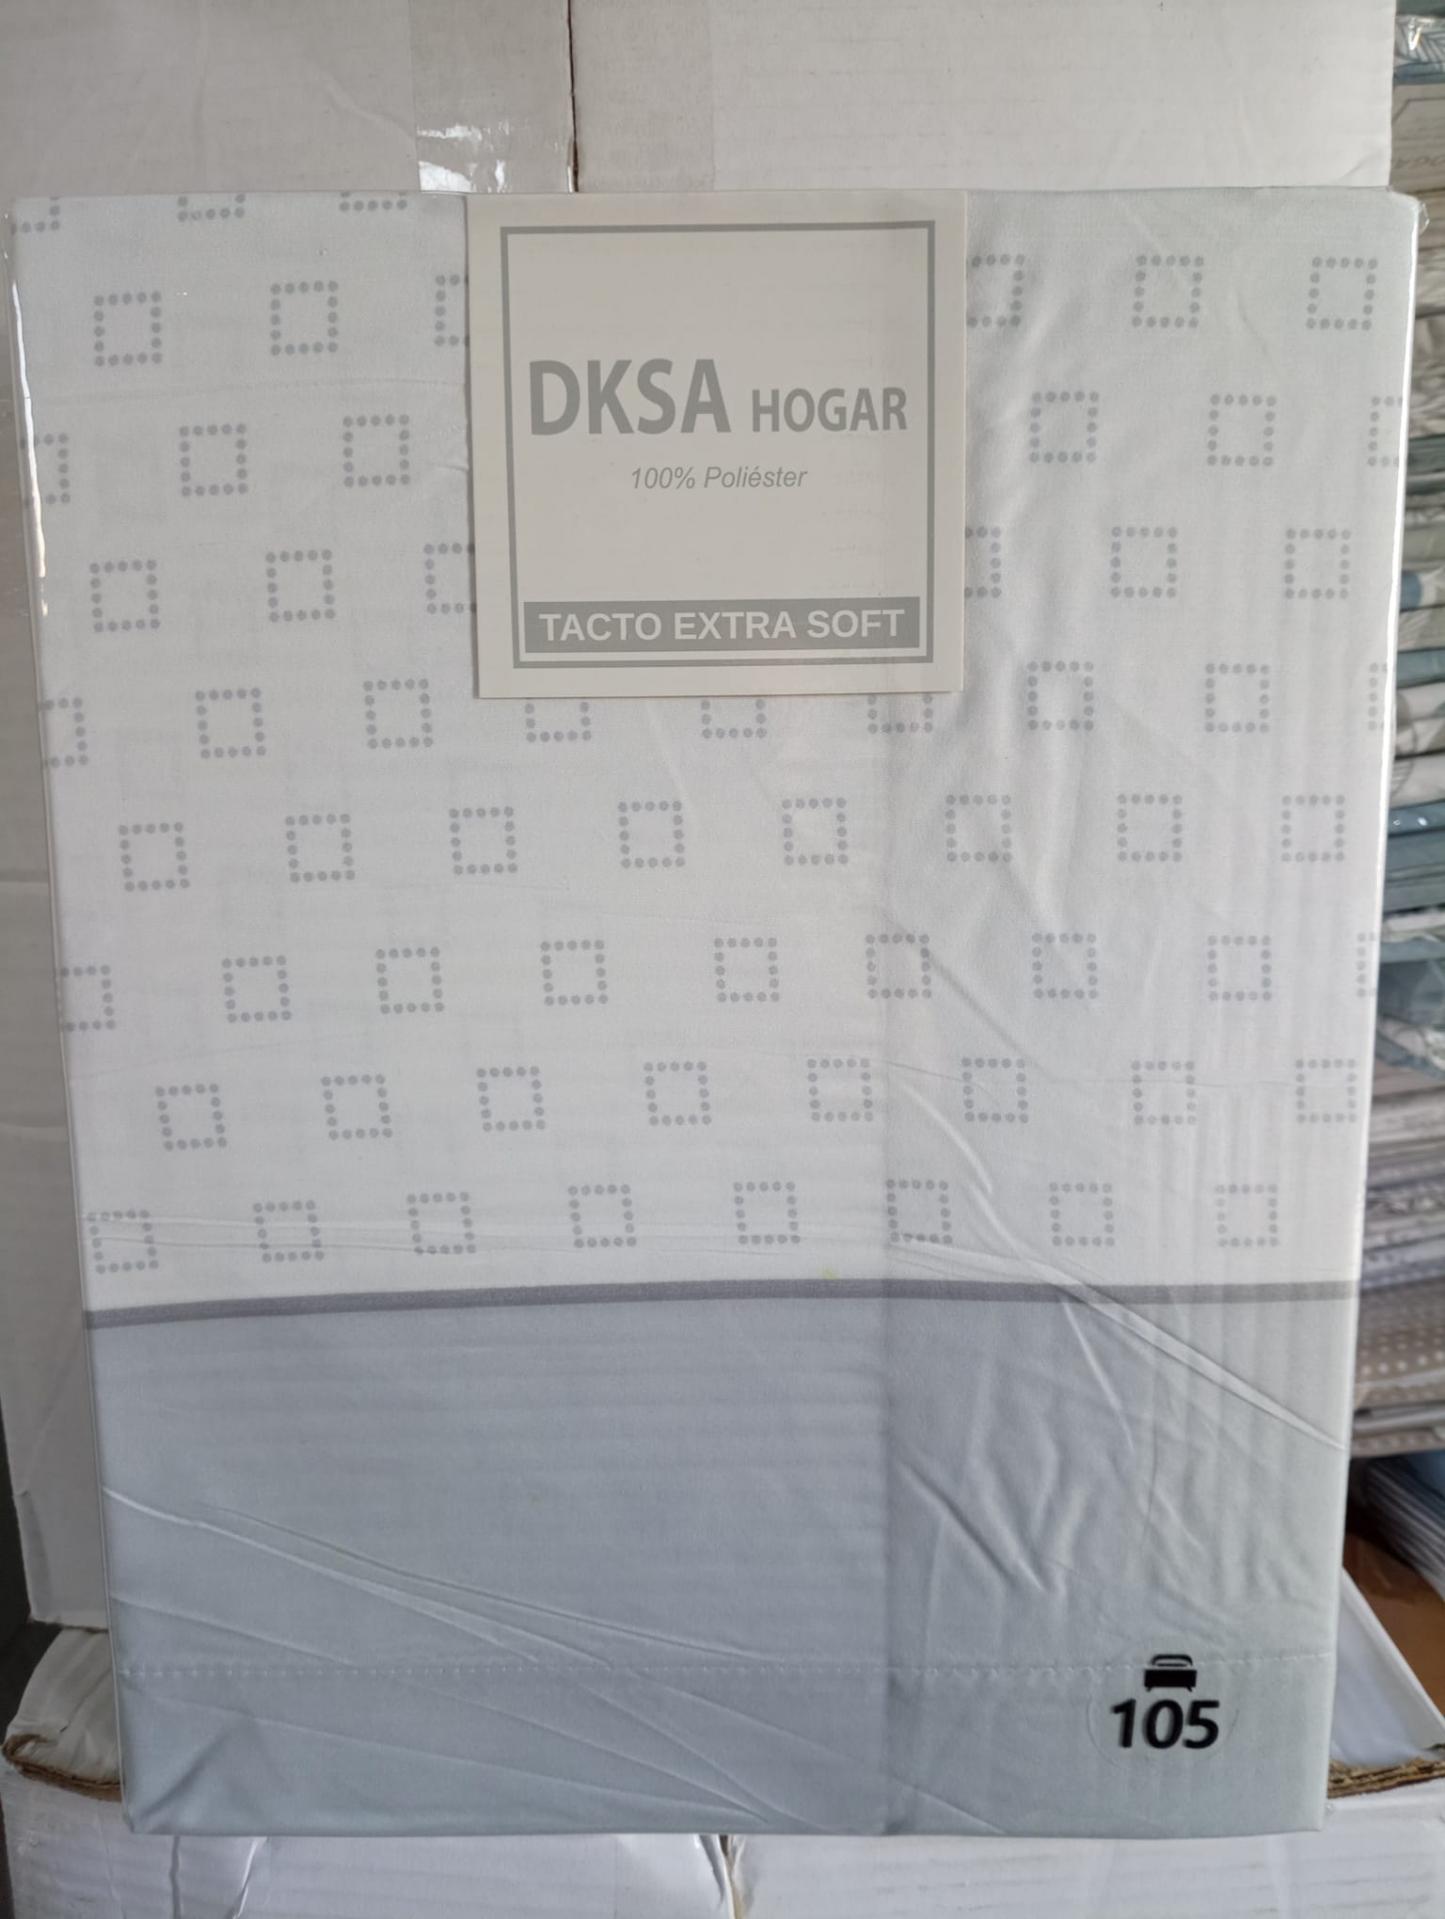 DKSA HOGAR
100% Poliéster
TACTO EXTRA SOFT
105